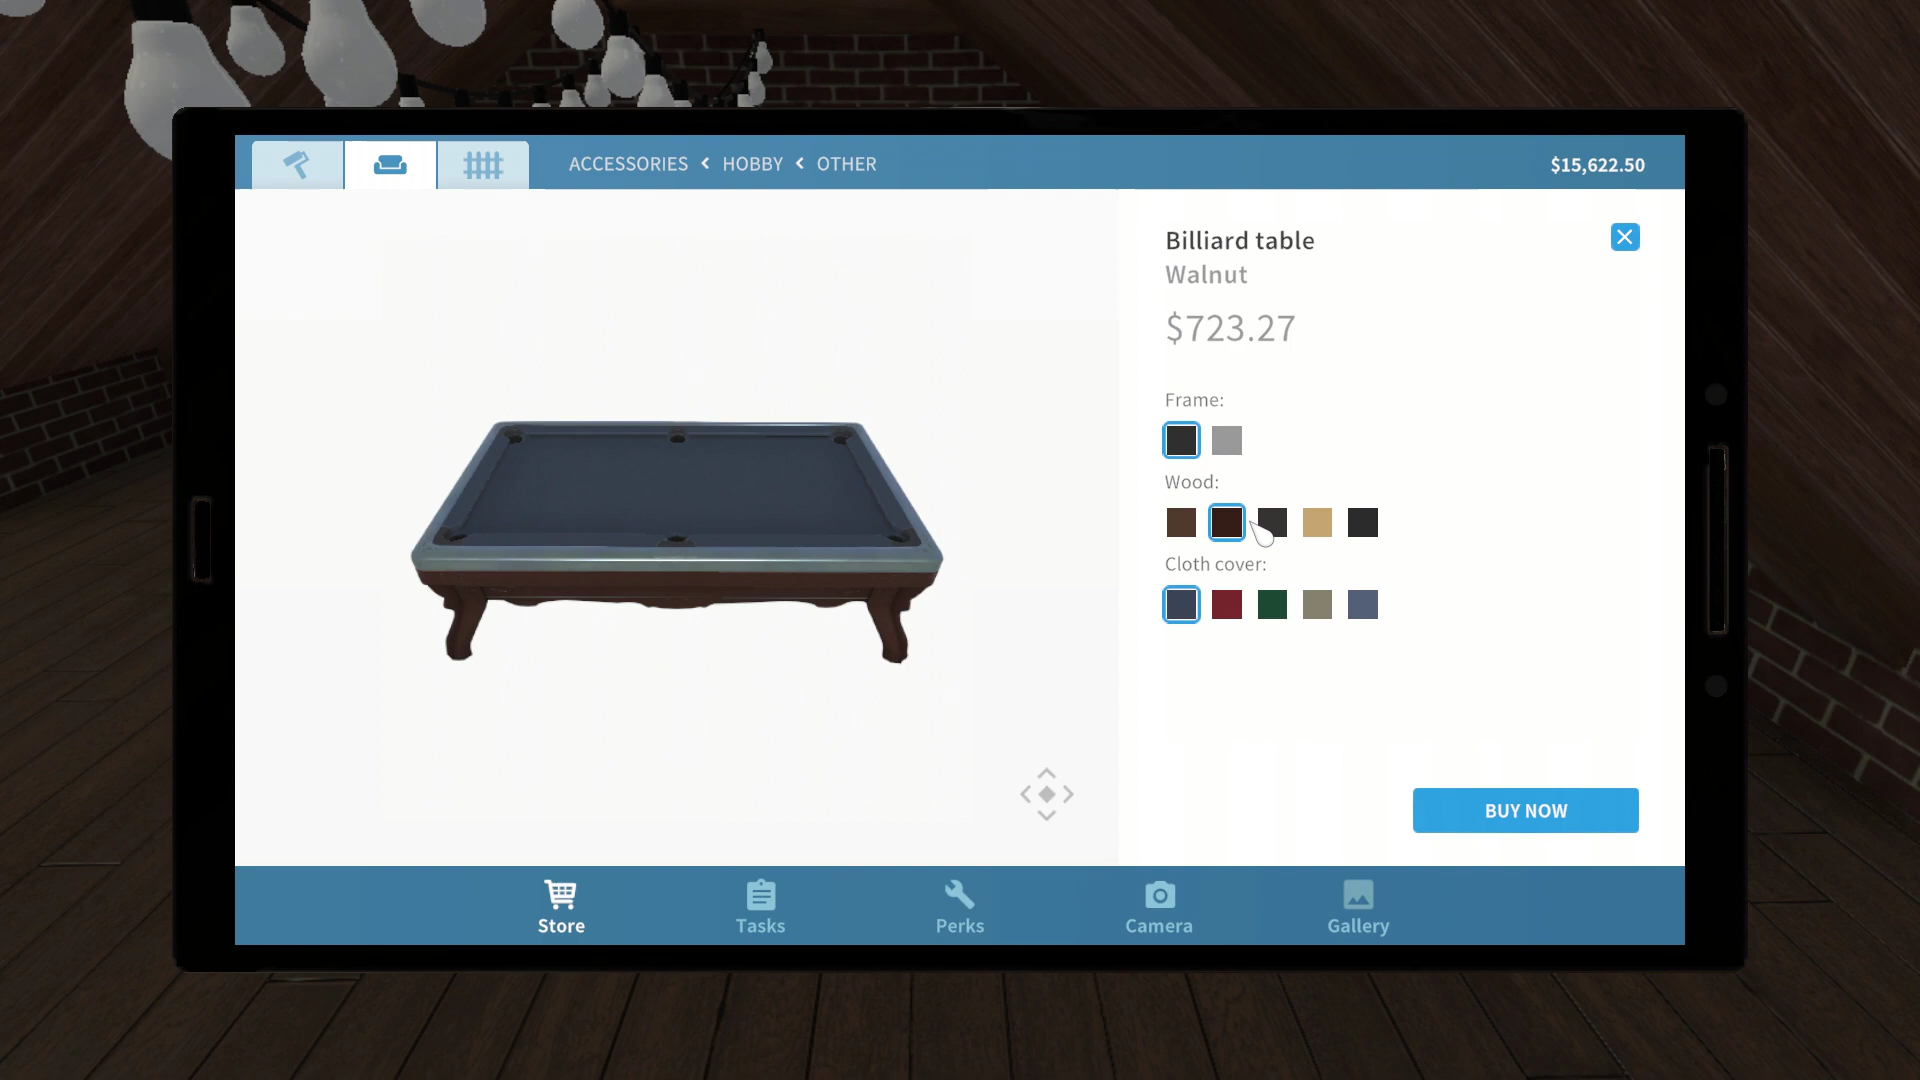 ACCESSORIES < HOBBY < OTHER
$15,622.50
Billiard table
Walnut
$723.27
Frame:
Wood:
Cloth cover:
BUY NOW
Store
Tasks
Perks
Camera
Gallery